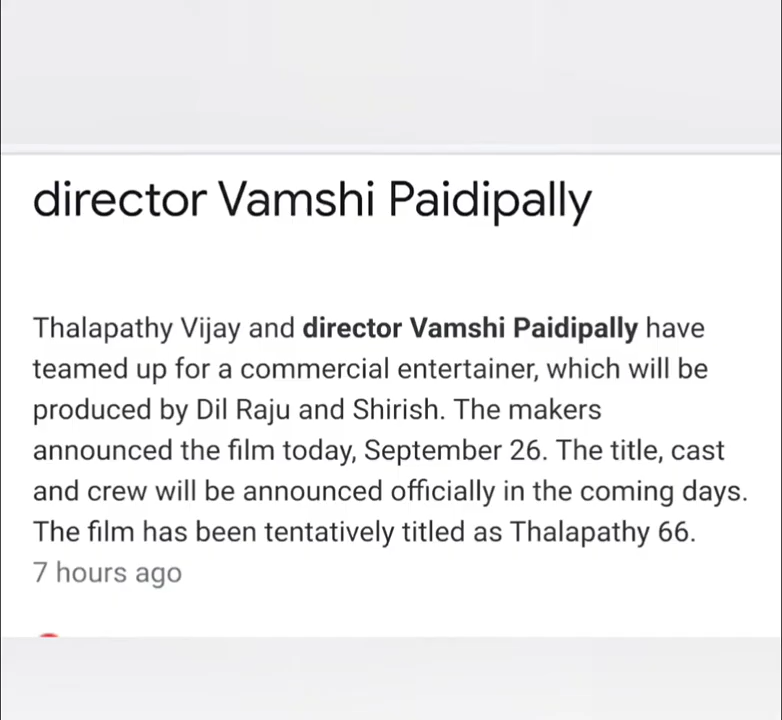 director Vamshi Paidipally
Thalapathy Vijay and director Vamshi Paidipally have
teamed up for a commercial entertainer, which will be
produced by Dil Raju and Shirish. The makers
announced the film today, September 26. The title, cast
and crew will be announced officially in the coming days.
The film has been tentatively titled as Thalapathy 66.
7 hours ago